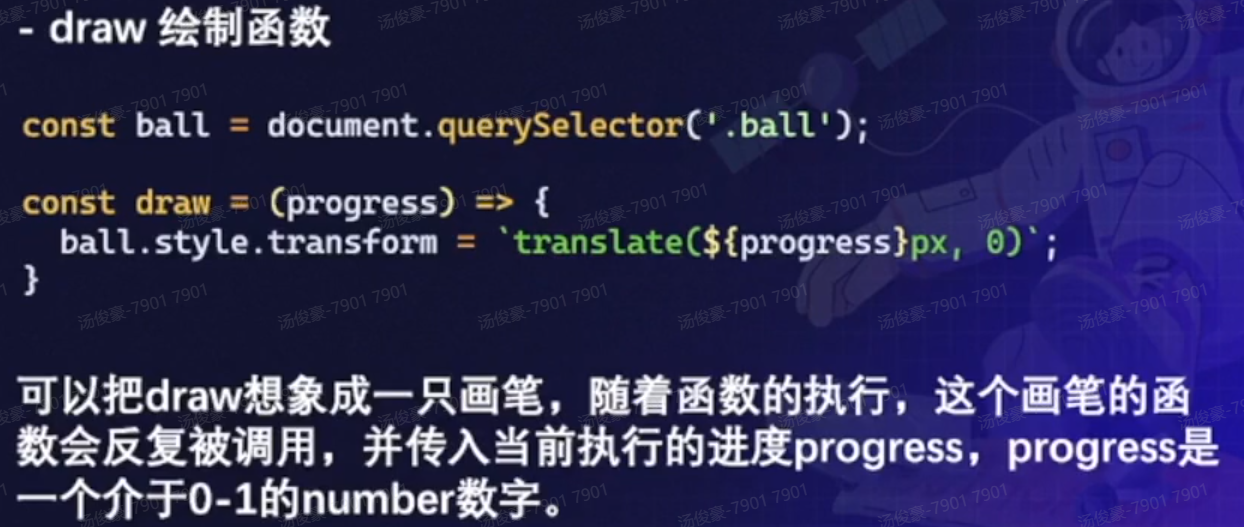 - draw 绘制函数
const ball = document.querySelector('.ball');
const draw = (progress) => {
ball.style.transform = `translate(${progress}px, 0)`;
}
可以把draw想象成一只画笔，随着函数的执行，这个画笔的函
数会反复被调用，并传入当前执行的进度progress，progress是
一个介于0-1的number数字。
汤俊豪-7901 7901